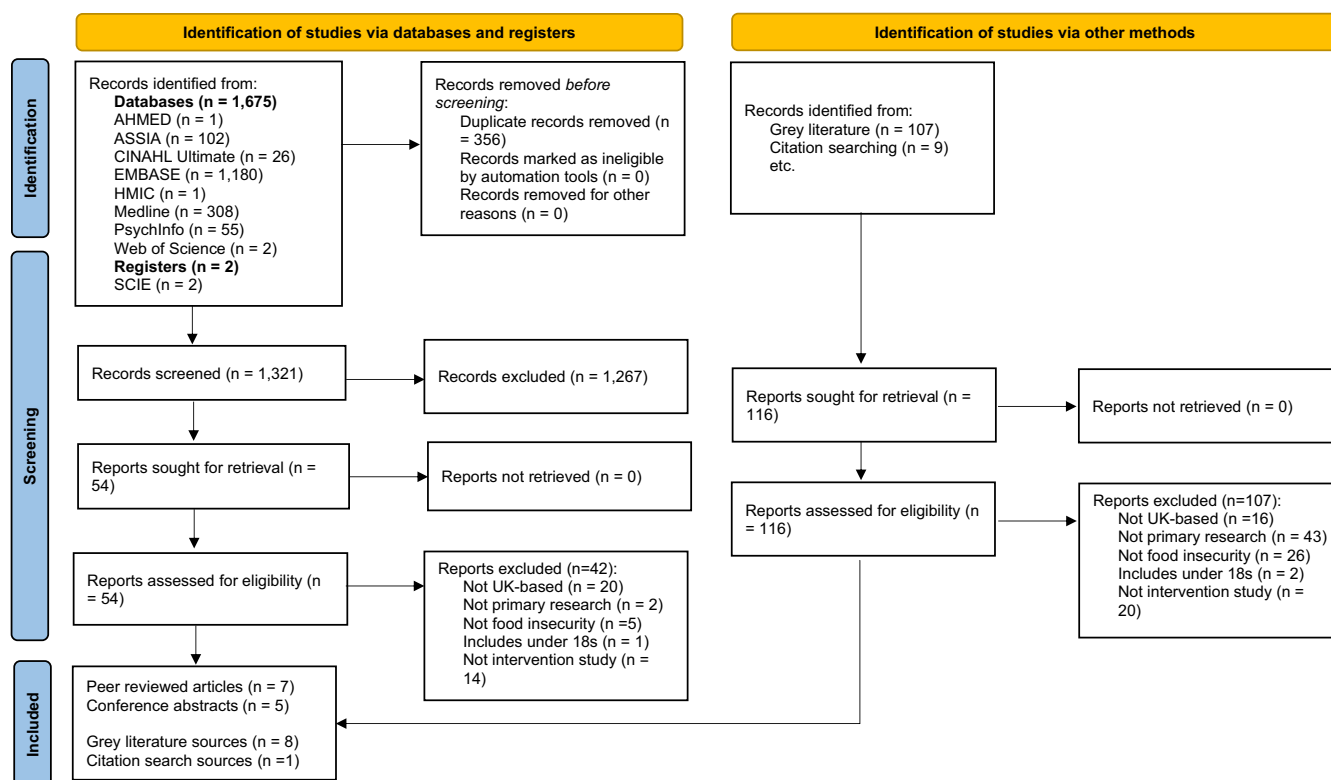 Identification of studies via databases and registers
Identification of studies via other methods
Identification
Records identified from:
Databases (n = 1,675)
AHMED (n = 1)
ASSIA (n = 102)
CINAHL Ultimate (n = 26)
EMBASE (n = 1,180)
HMIC (n = 1)
Medline (n = 308)
PsychInfo (n = 55)
Web of Science (n = 2)
Registers (n = 2)
SCIE (n = 2)
Records removed before
screening:
Duplicate records removed (n
= 356)
Records marked as ineligible
by automation tools (n = 0)
Records removed for other
reasons (n = 0)
Records identified from:
Grey literature (n = 107)
Citation searching (n = 9)
etc.
Screening
Records screened (n = 1,321)
Records excluded (n = 1,267)
Reports sought for retrieval (n =
54)
Reports not retrieved (n = 0)
Reports sought for retrieval (n =
116)
Reports not retrieved (n = 0)
Reports assessed for eligibility (n
= 54)
Reports excluded (n=42):
Not UK-based (n = 20)
Not primary research (n = 2)
Not food insecurity (n =5)
Includes under 18s (n = 1)
Not intervention study (n =
14)
Reports assessed for eligibility (n
= 116)
Reports excluded (n=107):
Not UK-based (n =16)
Not primary research (n = 43)
Not food insecurity (n = 26)
Includes under 18s (n = 2)
Not intervention study (n =
20)
Included
Peer reviewed articles (n = 7)
Conference abstracts (n = 5)
Grey literature sources (n = 8)
Citation search sources (n =1)